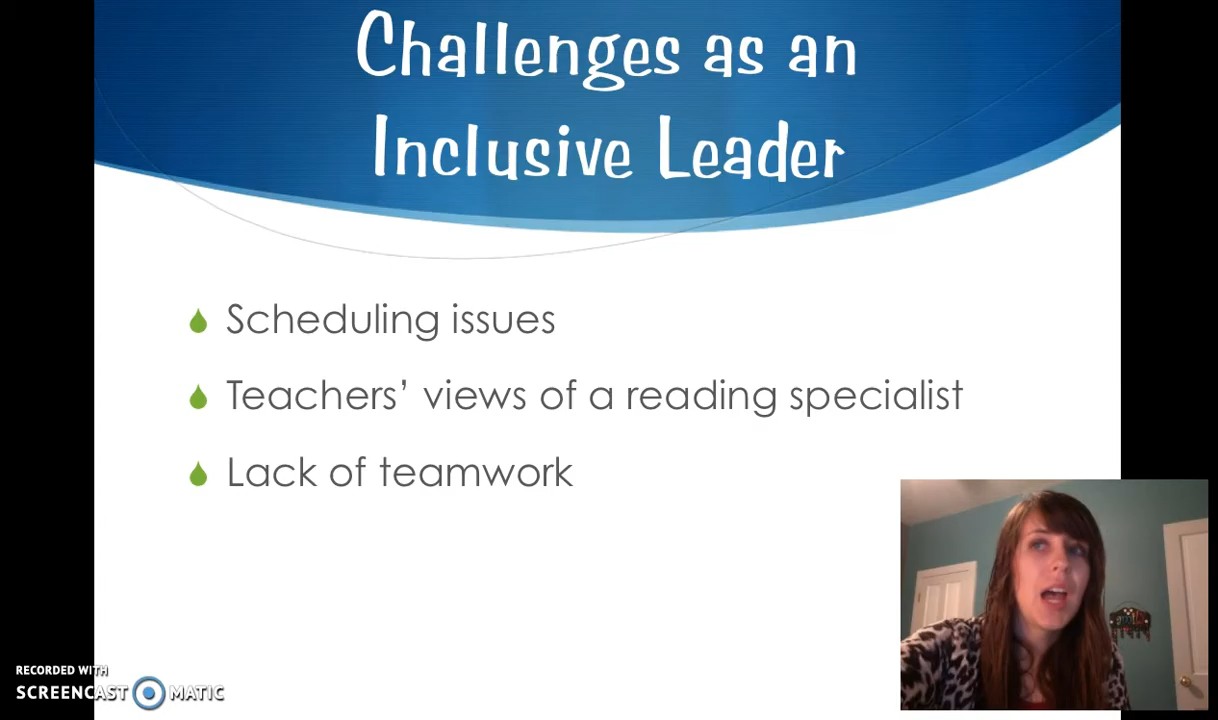 Challenges as an
Inclusive Leader
Scheduling issues
Teachers’ views of a reading specialist
Lack of teamwork
RECORDED WITH
SCREENCAST MATIC